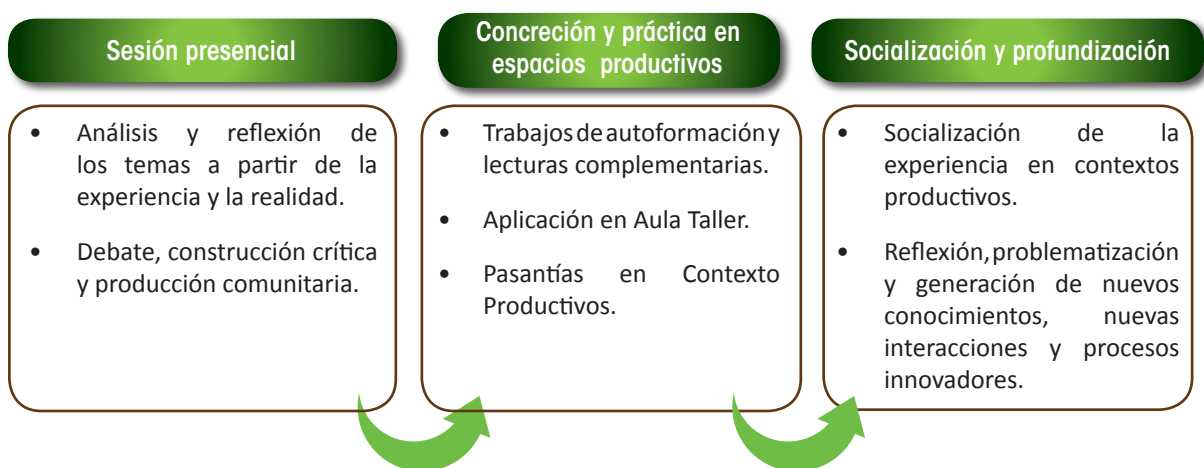 Sesión presencial
• Análisis y reflexión de
los temas a partir de la
experiencia y la realidad.
• Debate, construcción crítica
y producción comunitaria.
Concreción y práctica en
espacios productivos
• Trabajos de autoformación y
lecturas complementarias.
• Aplicación en Aula Taller.
• Pasantías en Contexto
Productivos.
Socialización y profundización
• Socialización de la
experiencia en contextos
productivos.
• Reflexión, problematización
y generación de nuevos
conocimientos, nuevas
interacciones y procesos
innovadores.